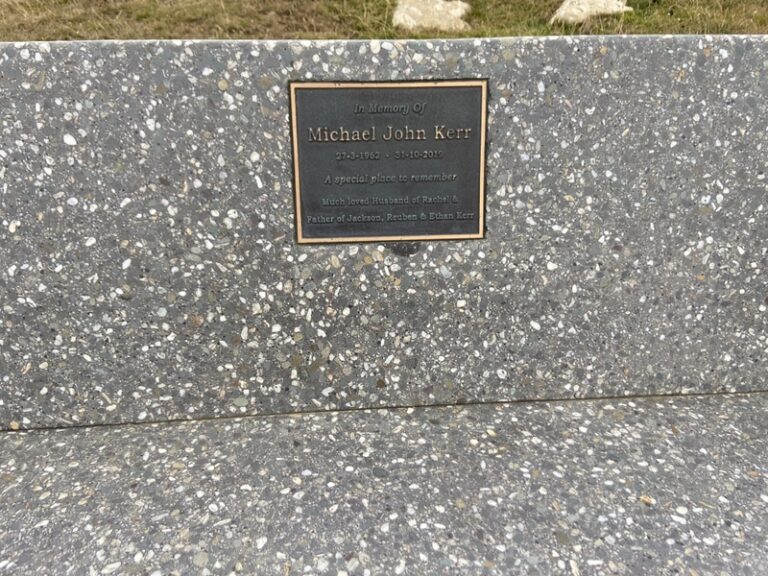 In Memory Of
Michael John Kerr
27-3-1962 • 31-10-2019
A special place to remember
Much loved Husband of Rachel &
Father of Jackson, Reuben & Ethan Kerr